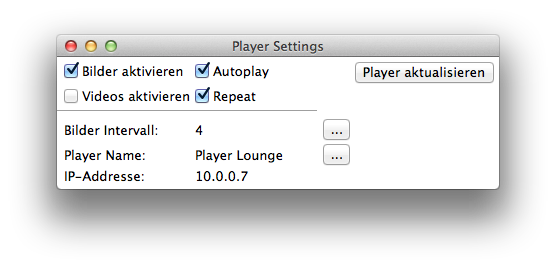 Player Settings
Bilder aktivieren Autoplay Player aktualisieren
Videos aktivieren Repeat
Bilder Intervall: 4 ...
Player Name: Player Lounge ...
IP-Addresse: 10.0.0.7